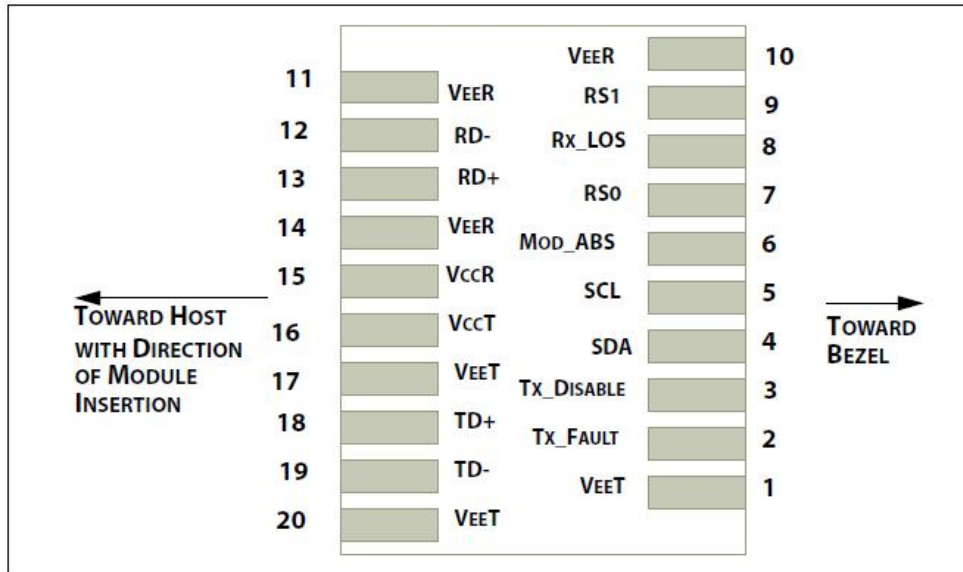 11 VEER
12 RD-
13 RD+
14 VEER
15 VCCR
16 VCCT
17 VEET
18 TD+
19 TD-
20 VEET
VEER 10
RS1 9
RX_LOS 8
RS0 7
MOD_ABS 6
SCL 5
SDA 4
TX_DISABLE 3
TX_FAULT 2
VEET 1
TOWARD HOST
WITH DIRECTION
OF MODULE
INSERTION
TOWARD
BEZEL